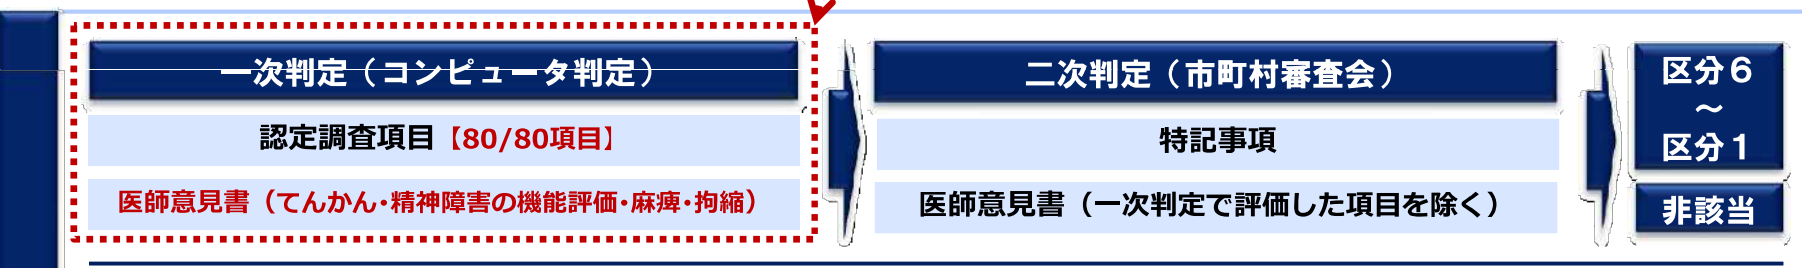 一次判定（コンピュータ判定）
認定調査項目【80/80項目】
医師意見書（てんかん・精神障害の機能評価・麻痺・拘縮）
二次判定（市町村審査会）
特記事項
医師意見書（一次判定で評価した項目を除く）
区分６
～
区分１
非該当